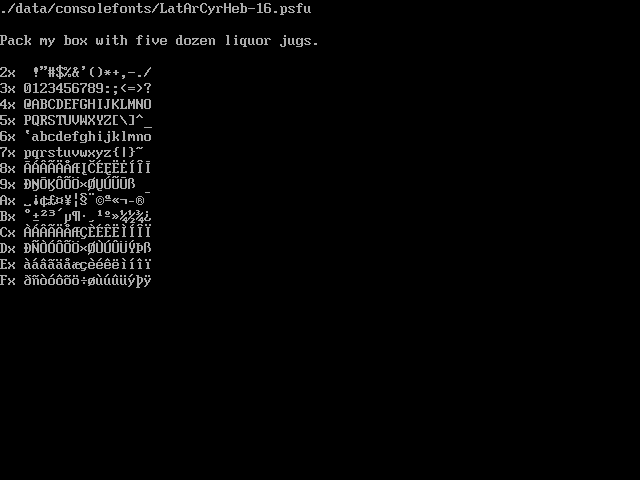 ./data/consolefonts/LatArCyrHeb-16.psfu
Pack my box with five dozen liquor jugs.
2x  !"#$%&'()*+,-./
3x 0123456789:;<=>?
4x @ABCDEFGHIJKLMNO
5x PQRSTUVWXYZ[\]^_
6x `abcdefghijklmno
7x pqrstuvwxyz{|}~
8x ĀÁÂÃÄÅÆĮČÉĘËĖÍÎĪ
9x ĐŅŌĶÔÕÖ×ØŲÚÛÜß _
Ax ˽¡¢£¤¥¦§¨©ª«¬-®
Bx °±²³´µ¶·¸¹º»¼½¾¿
Cx ÀÁÂÃÄÅÆÇÈÉÊËÌÍÎÏ
Dx ÐÑÒÓÔÕÖ×ØÙÚÛÜÝÞß
Ex àáâãäåæçèéêëìíîï
Fx ðñòóôõö÷øùúûüýþÿ